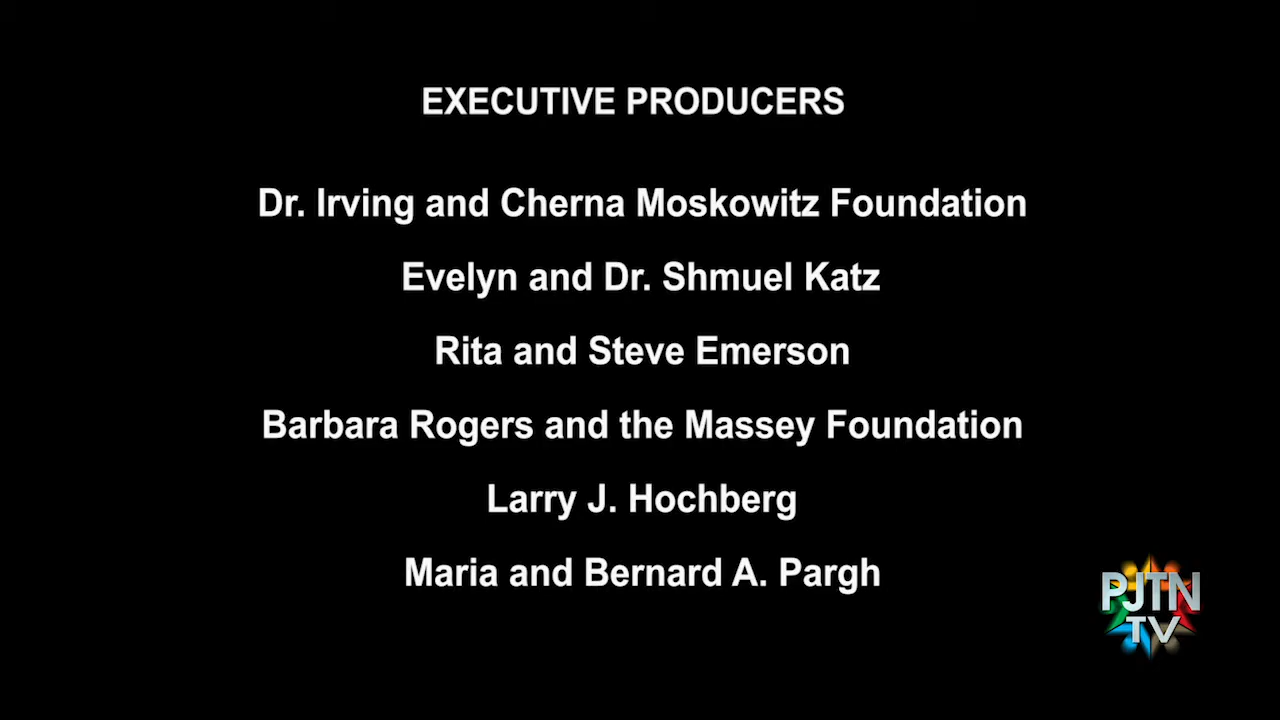 EXECUTIVE PRODUCERS
Dr. Irving and Cherna Moskowitz Foundation
Evelyn and Dr. Shmuel Katz
Rita and Steve Emerson
Barbara Rogers and the Massey Foundation
Larry J. Hochberg
Maria and Bernard A. Pargh
PJTN
TV